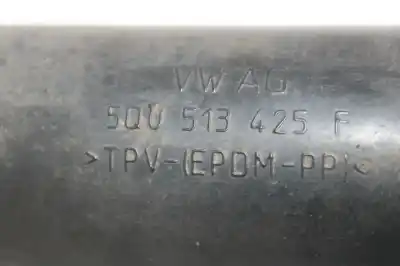 VW AG
5QU 513 425 F
>TPV-(EPDM-PP)<